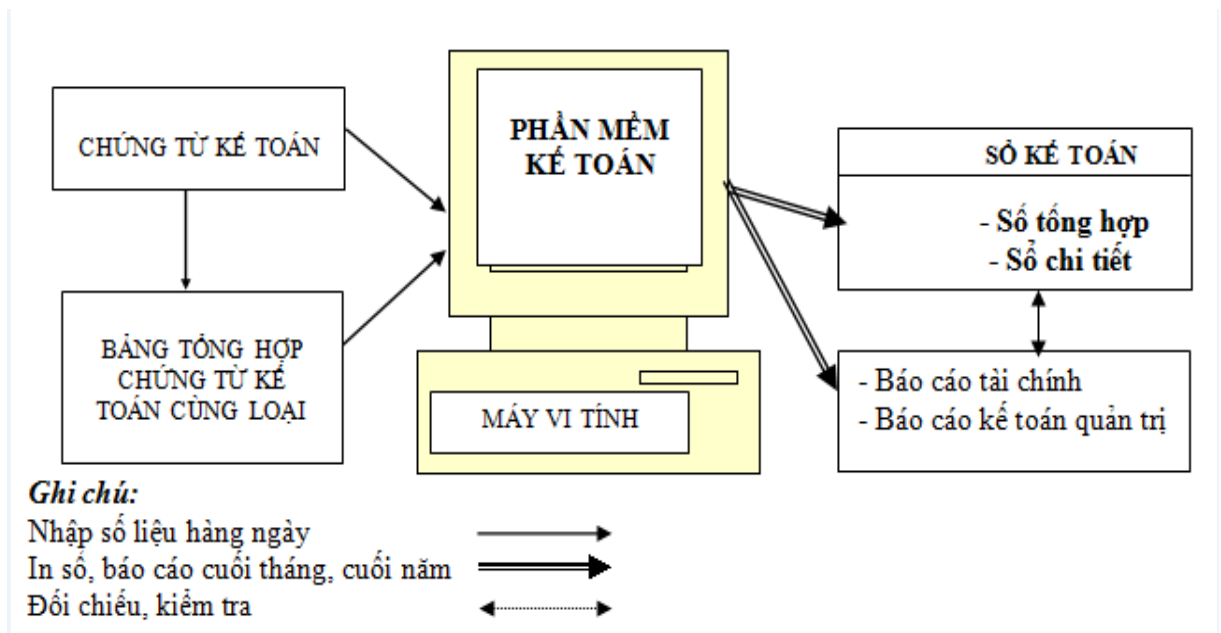 CHỨNG TỪ KẾ TOÁN
BẢNG TỔNG HỢP
CHỨNG TỪ KẾ
TOÁN CÙNG LOẠI
PHẦN MỀM
KẾ TOÁN
MÁY VI TÍNH
SỔ KẾ TOÁN
- Sổ tổng hợp
- Sổ chi tiết
- Báo cáo tài chính
- Báo cáo kế toán quản trị
Ghi chú:
Nhập số liệu hàng ngày
In sổ, báo cáo cuối tháng, cuối năm
Đối chiếu, kiểm tra